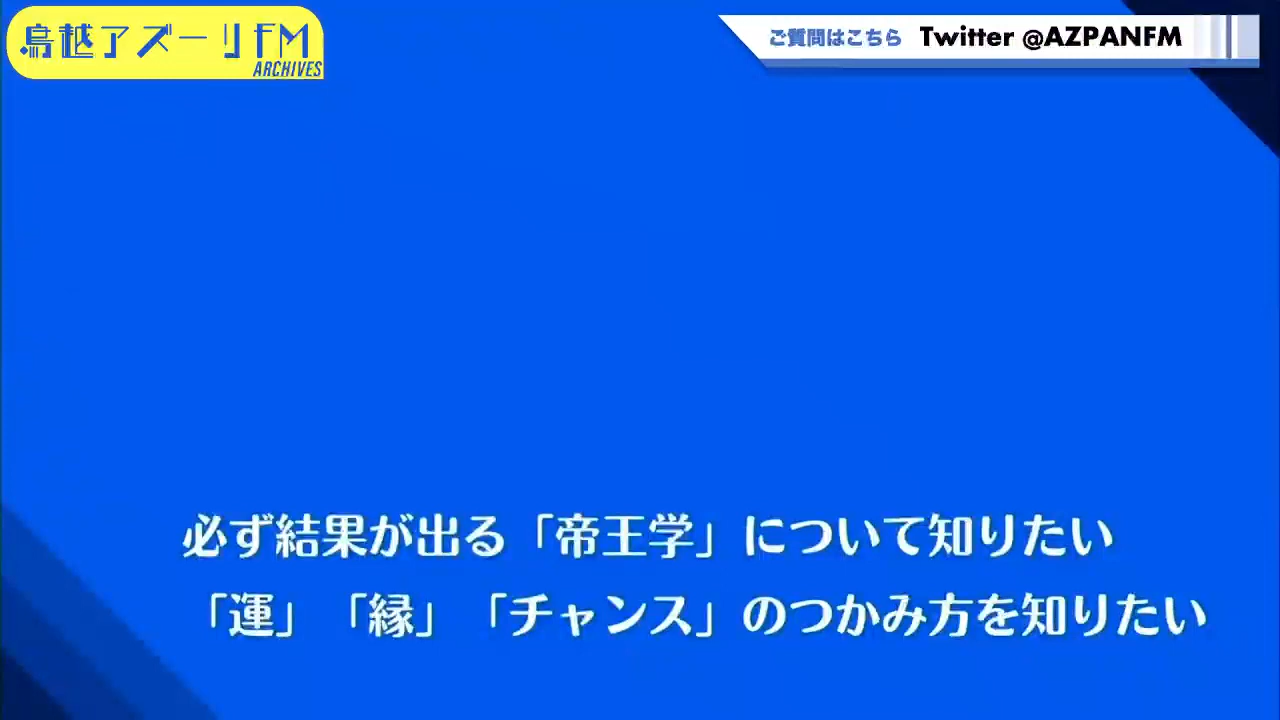 鳥越アズーリFM
ARCHIVES
ご質問はこちら Twitter @AZPANFM
必ず結果が出る「帝王学」について知りたい
「運」「縁」「チャンス」のつかみ方を知りたい